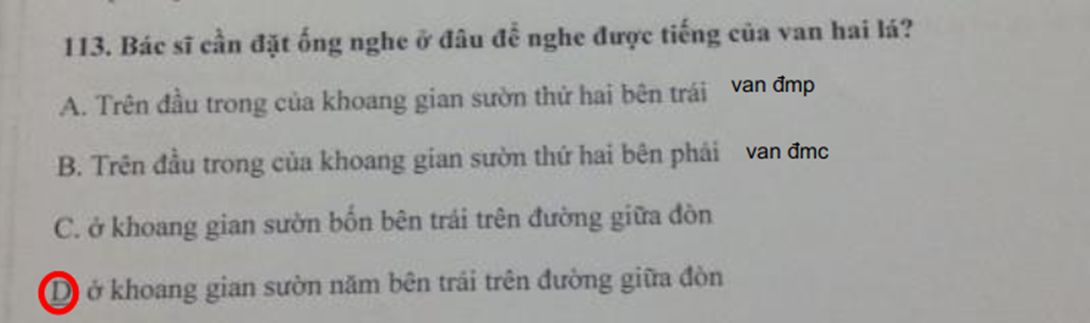 113. Bác sĩ cần đặt ống nghe ở đâu để nghe được tiếng của van hai lá?
A. Trên đầu trong của khoang gian sườn thứ hai bên trái van đmp
B. Trên đầu trong của khoang gian sườn thứ hai bên phải van đmc
C. ở khoang gian sườn bốn bên trái trên đường giữa đòn
D ở khoang gian sườn năm bên trái trên đường giữa đòn